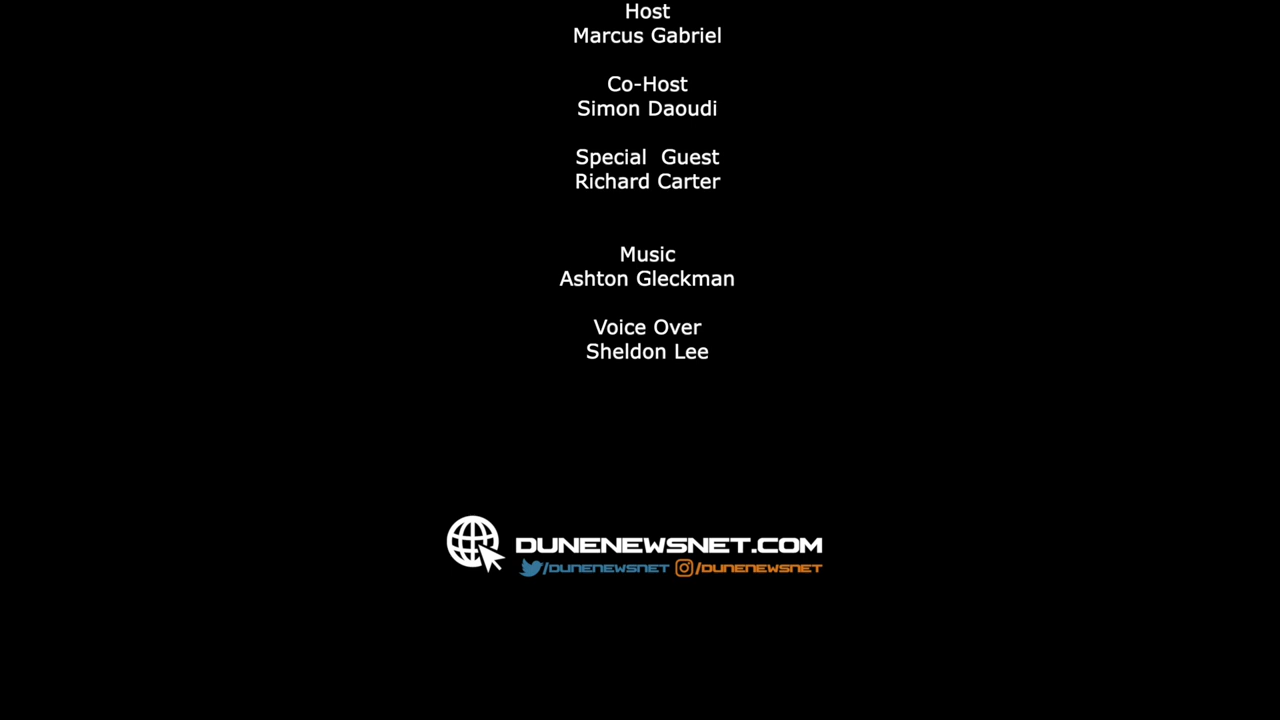 Host
Marcus Gabriel
Co-Host
Simon Daoudi
Special  Guest
Richard Carter
Music
Ashton Gleckman
Voice Over
Sheldon Lee
DUNENEWSNET.COM
/DUNENEWSNET /DUNENEWSNET